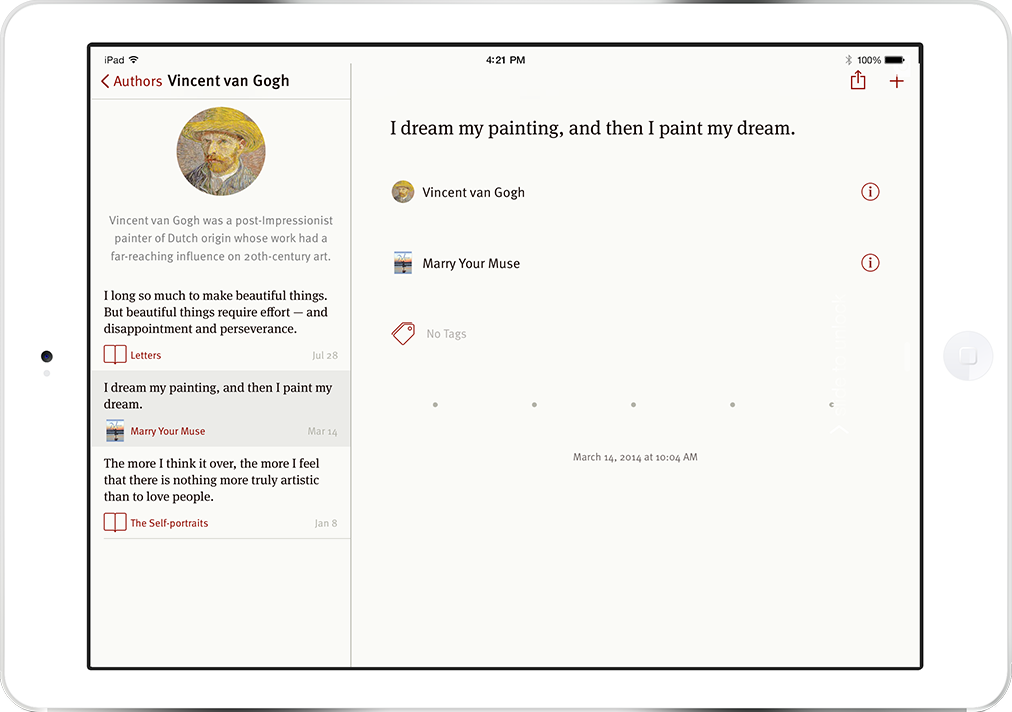 iPad
4:21 PM
100%
Authors
Vincent van Gogh
Vincent van Gogh was a post-Impressionist
painter of Dutch origin whose work had a
far-reaching influence on 20th-century art.
I long so much to make beautiful things.
But beautiful things require effort — and
disappointment and perseverance.
Letters
Jul 28
I dream my painting, and then I paint my
dream.
Marry Your Muse
Mar 14
The more I think it over, the more I feel
that there is nothing more truly artistic
than to love people.
The Self-portraits
Jan 8
I dream my painting, and then I paint my dream.
Vincent van Gogh
Marry Your Muse
No Tags
March 14, 2014 at 10:04 AM